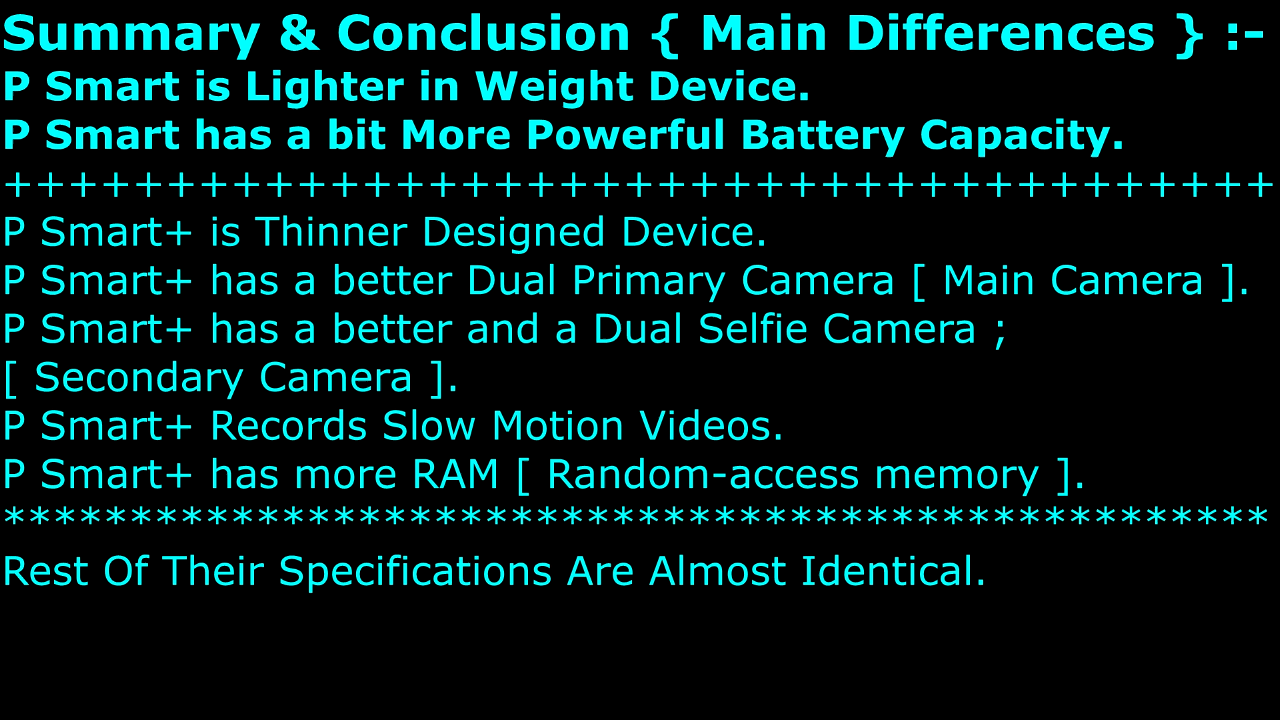 Summary & Conclusion { Main Differences } :-
P Smart is Lighter in Weight Device.
P Smart has a bit More Powerful Battery Capacity.
+++++++++++++++++++++++++++++++++++++++
P Smart+ is Thinner Designed Device.
P Smart+ has a better Dual Primary Camera [ Main Camera ].
P Smart+ has a better and a Dual Selfie Camera ;
[ Secondary Camera ].
P Smart+ Records Slow Motion Videos.
P Smart+ has more RAM [ Random-access memory ].
**************************************************
Rest Of Their Specifications Are Almost Identical.